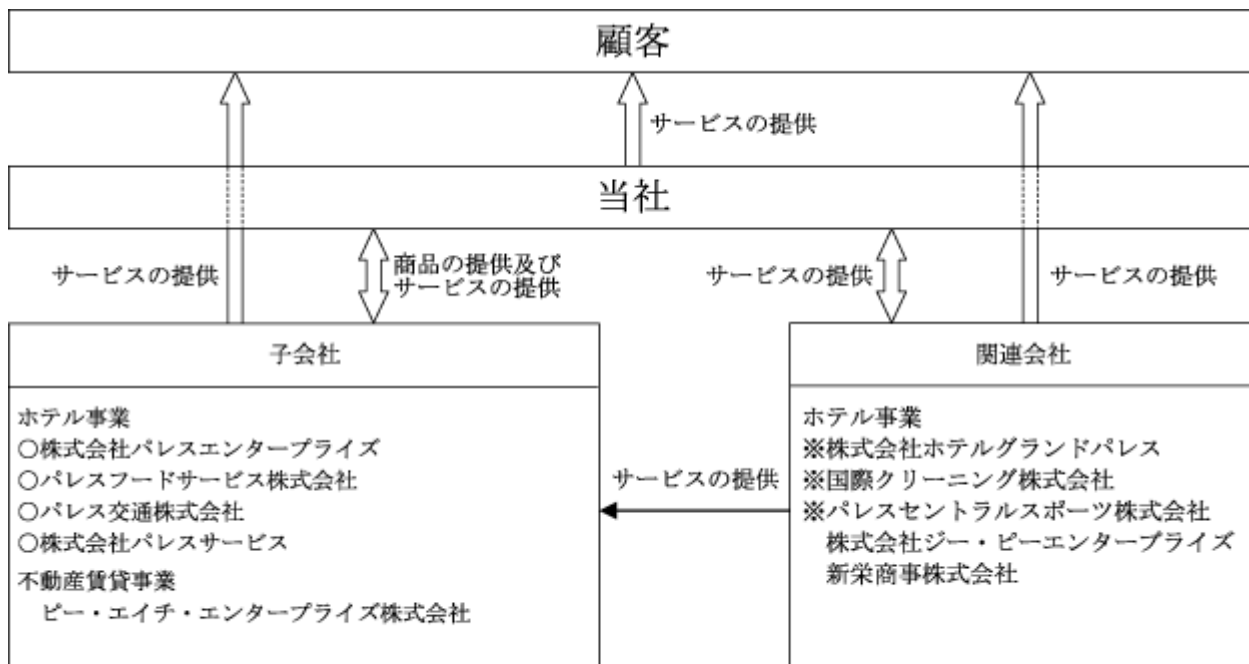 顧客
サービスの提供
当社
サービスの提供
商品の提供及び
サービスの提供
サービスの提供
サービスの提供
子会社
ホテル事業
○株式会社パレスエンタープライズ
○パレスフードサービス株式会社
○パレス交通株式会社
○株式会社パレスサービス
不動産賃貸事業
ピー・エイチ・エンタープライズ株式会社
サービスの提供
関連会社
ホテル事業
※株式会社ホテルグランドパレス
※国際クリーニング株式会社
※パレスセントラルスポーツ株式会社
株式会社ジー・ピーエンタープライズ
新栄商事株式会社